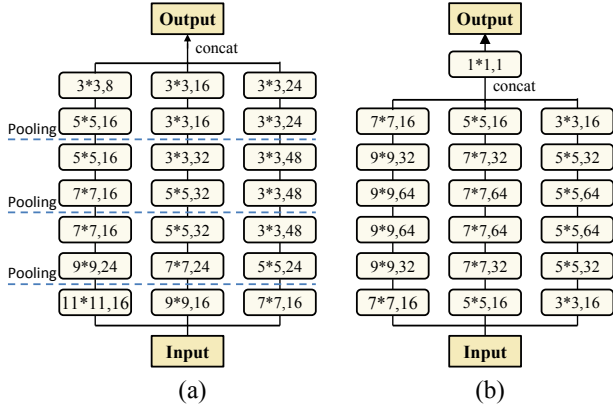 Output
concat
3*3,8 3*3,16 3*3,24
5*5,16 3*3,16 3*3,24
Pooling
5*5,16 3*3,32 3*3,48
7*7,16 5*5,32 3*3,48
Pooling
7*7,16 5*5,32 3*3,48
9*9,24 7*7,24 5*5,24
Pooling
11*11,16 9*9,16 7*7,16
Input
(a)
Output
1*1,1
concat
7*7,16 5*5,16 3*3,16
9*9,32 7*7,32 5*5,32
9*9,64 7*7,64 5*5,64
9*9,64 7*7,64 5*5,64
9*9,32 7*7,32 5*5,32
7*7,16 5*5,16 3*3,16
Input
(b)